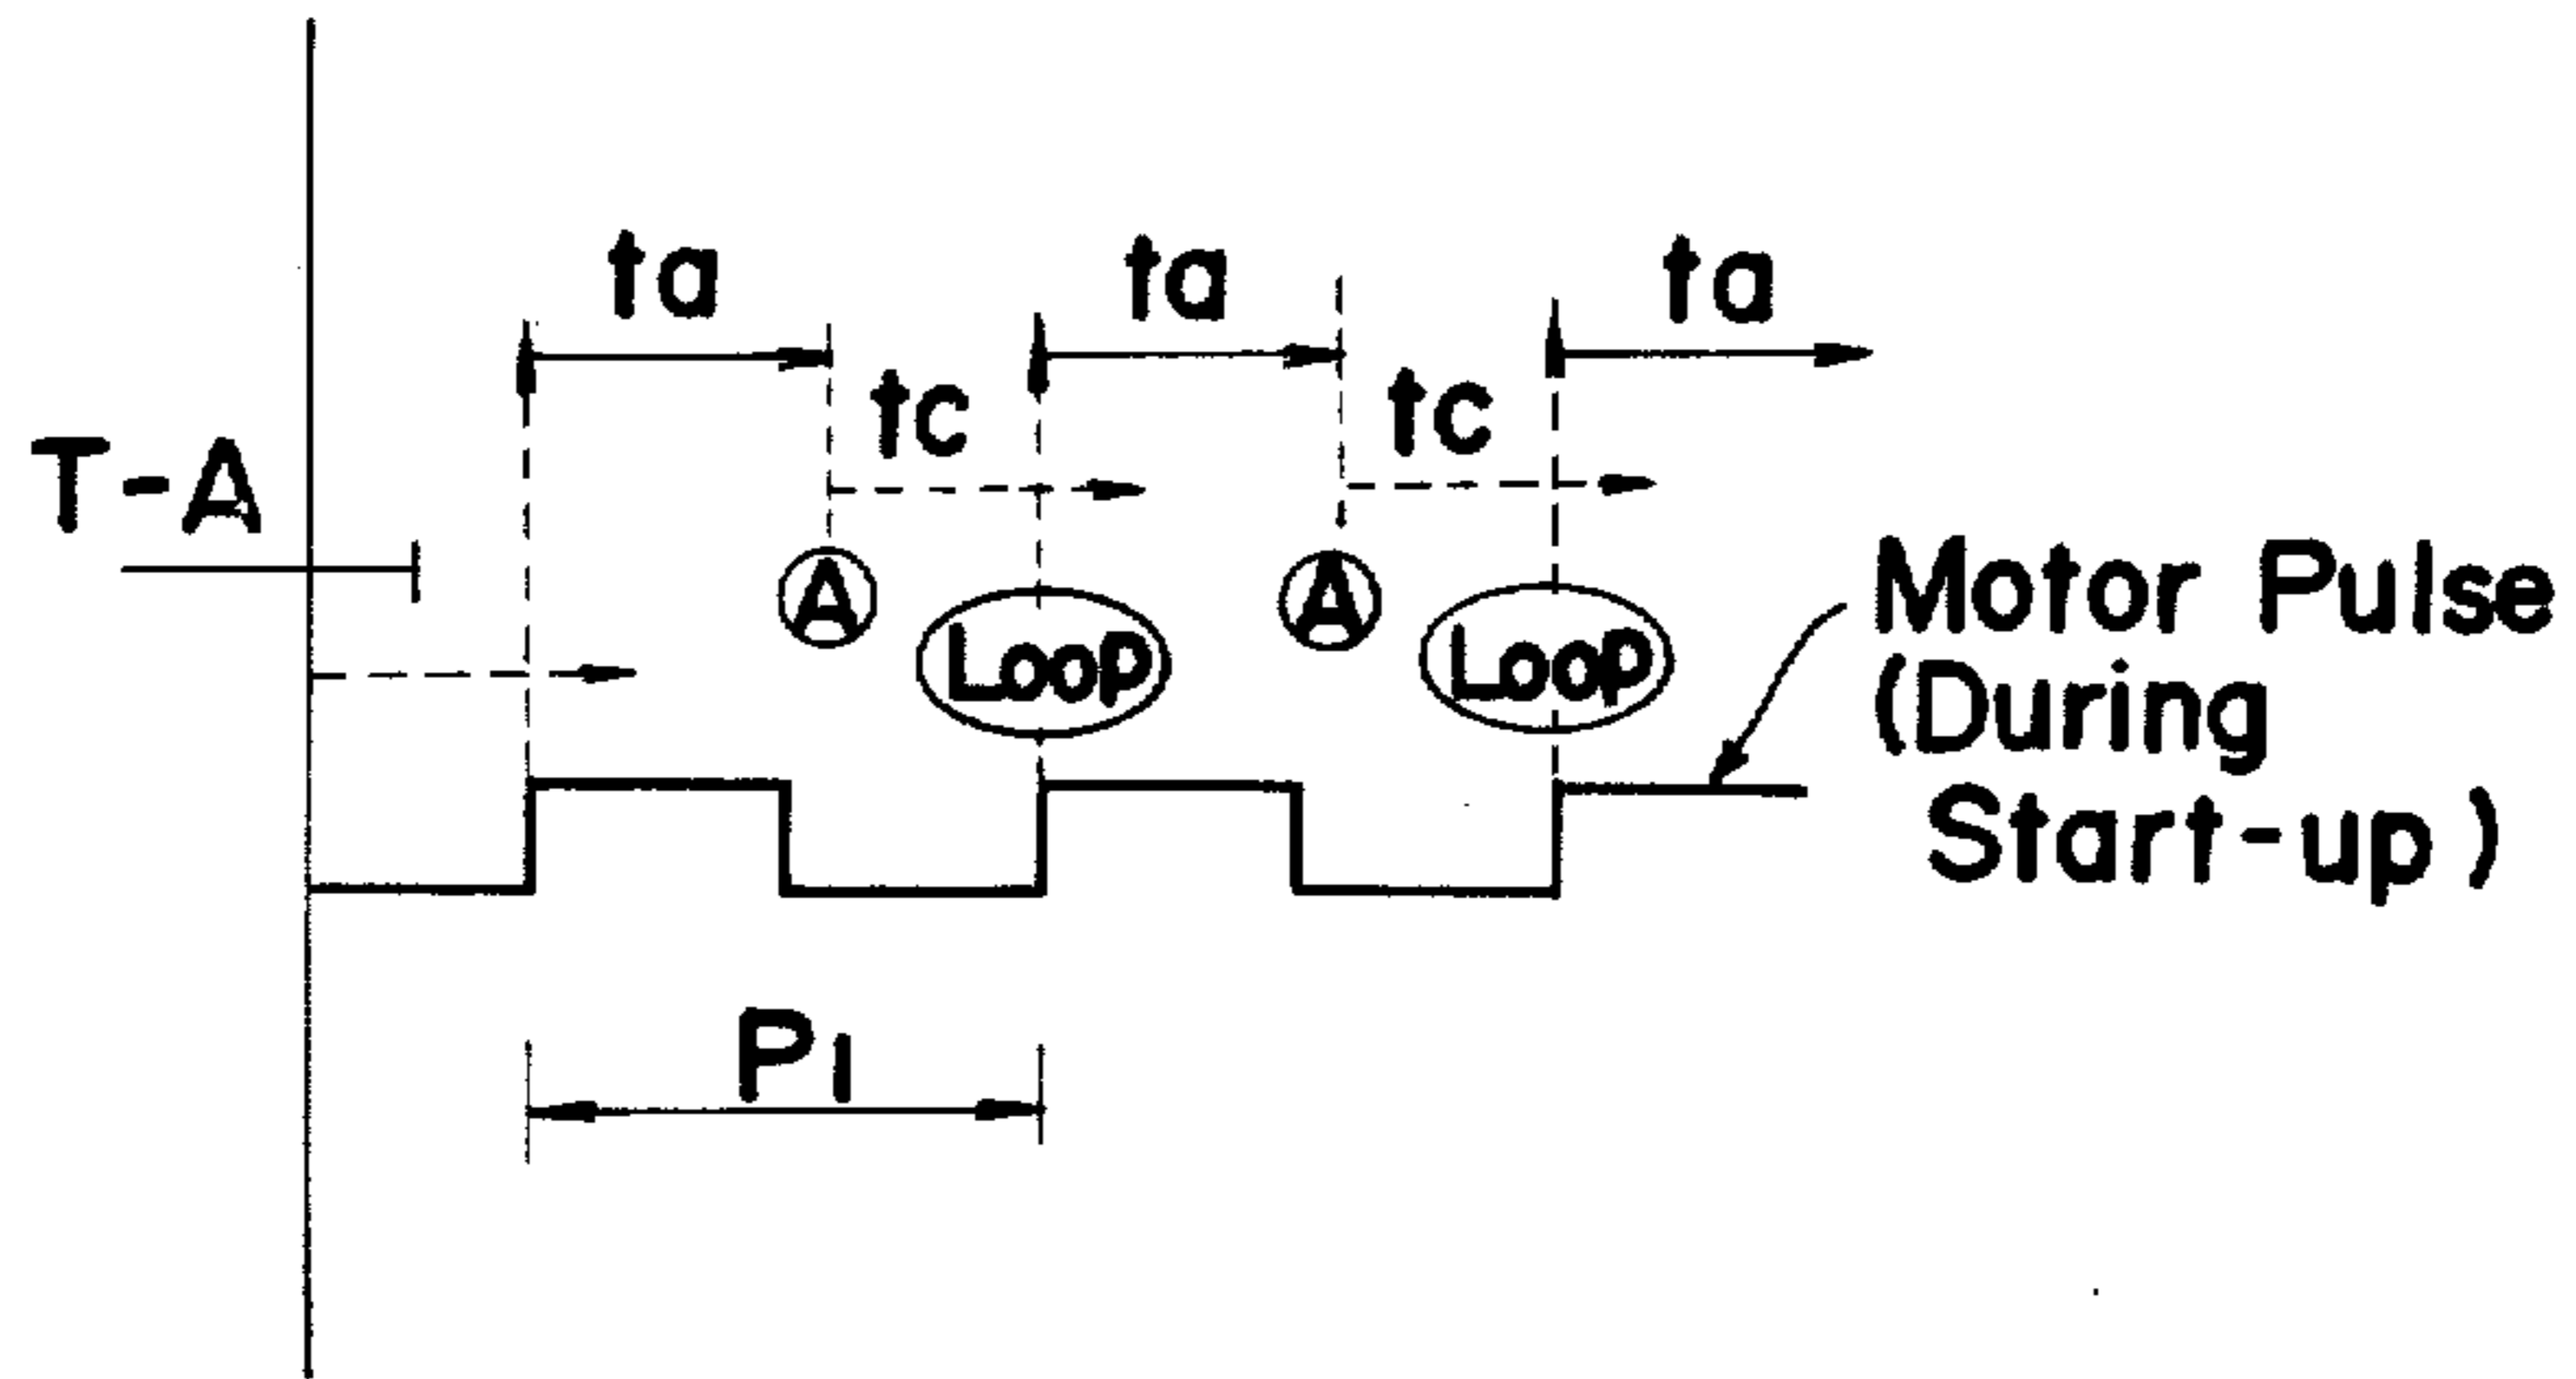 ta ta ta
tc tc
T-A
A A
Loop Loop
Motor Pulse
(During
Start-up)
P1